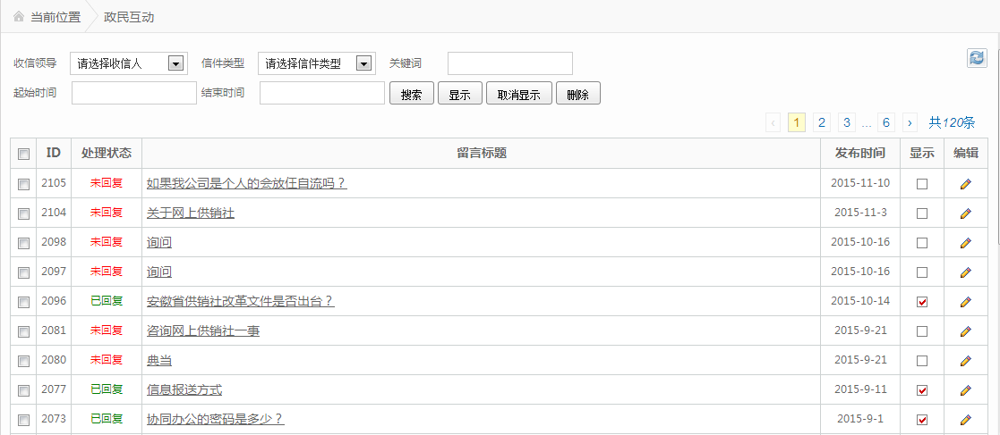 当前位置 政民互动
收信领导 请选择收信人 信件类型 请选择信件类型 关键词
起始时间 结束时间 搜索 显示 取消显示 删除
‹ 1 2 3 ... 6 › 共120条
ID 处理状态 留言标题 发布时间 显示 编辑
2105 未回复 如果我公司是个人的会放任自流吗？ 2015-11-10
2104 未回复 关于网上供销社 2015-11-3
2098 未回复 询问 2015-10-16
2097 未回复 询问 2015-10-16
2096 已回复 安徽省供销社改革文件是否出台？ 2015-10-14
2081 未回复 咨询网上供销社一事 2015-9-21
2080 未回复 典当 2015-9-21
2077 已回复 信息报送方式 2015-9-11
2073 已回复 协同办公的密码是多少？ 2015-9-1